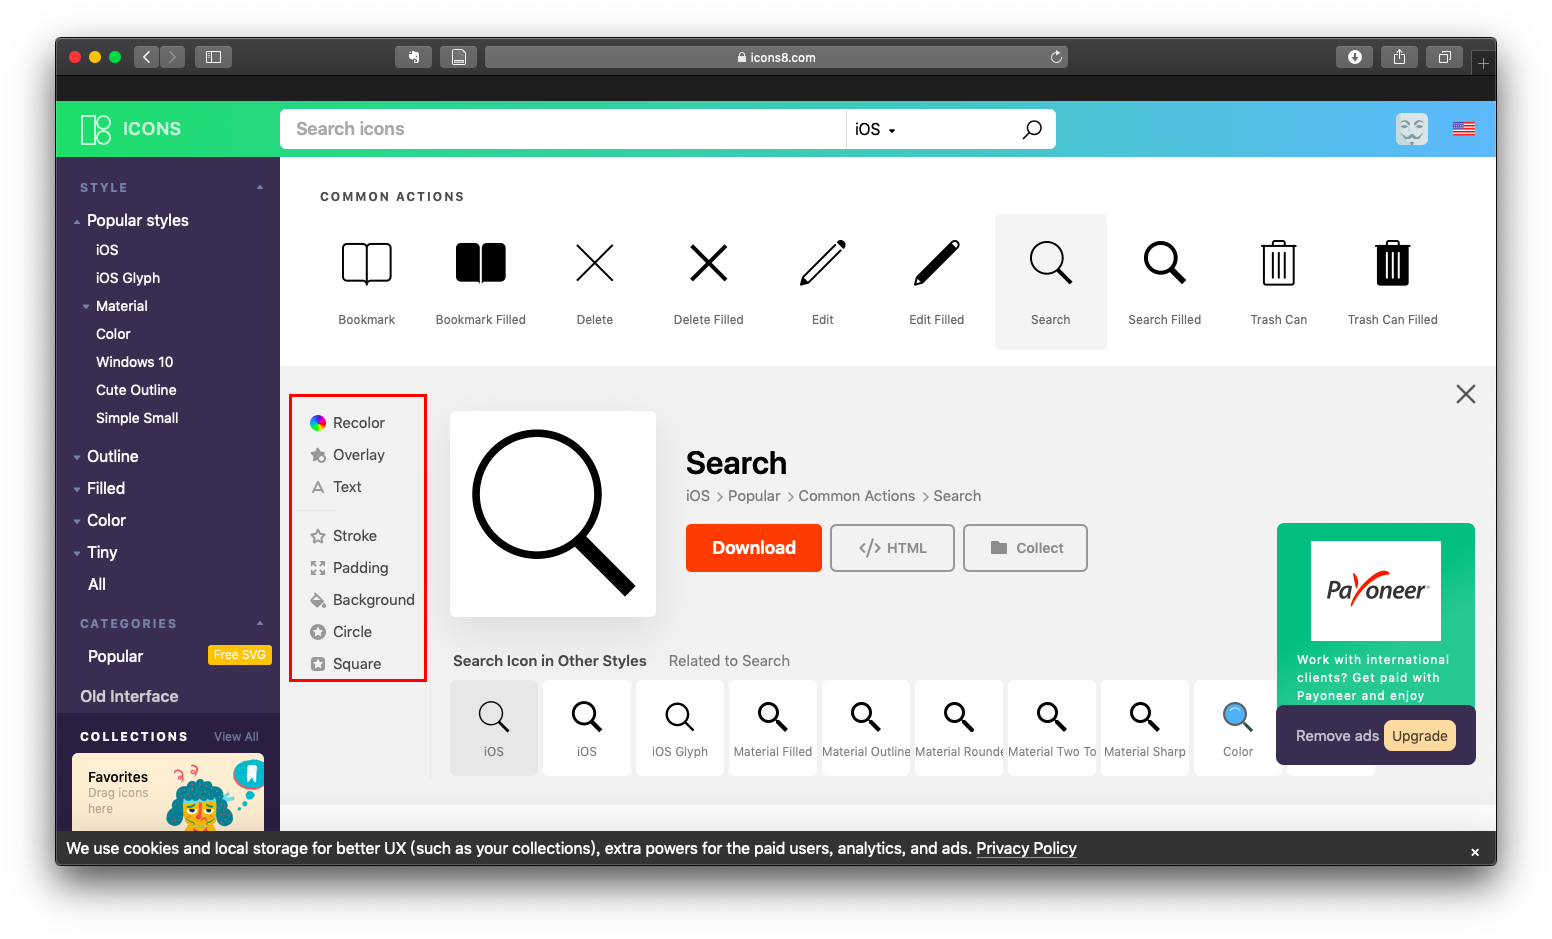 icons8.com
ICONS
Search icons
iOS
STYLE
Popular styles
iOS
iOS Glyph
Material
Color
Windows 10
Cute Outline
Simple Small
Outline
Filled
Color
Tiny
All
CATEGORIES
Popular
Free SVG
Old Interface
COLLECTIONS
View All
Favorites
Drag icons
here
COMMON ACTIONS
Bookmark
Bookmark Filled
Delete
Delete Filled
Edit
Edit Filled
Search
Search Filled
Trash Can
Trash Can Filled
Recolor
Overlay
Text
Stroke
Padding
Background
Circle
Square
Search
iOS > Popular > Common Actions > Search
Download
</> HTML
Collect
Search Icon in Other Styles
Related to Search
iOS
iOS
iOS Glyph
Material Filled
Material Outline
Material Rounde
Material Two To
Material Sharp
Color
Payoneer
Work with international
clients? Get paid with
Payoneer and enjoy
Remove ads
Upgrade
We use cookies and local storage for better UX (such as your collections), extra powers for the paid users, analytics, and ads. Privacy Policy